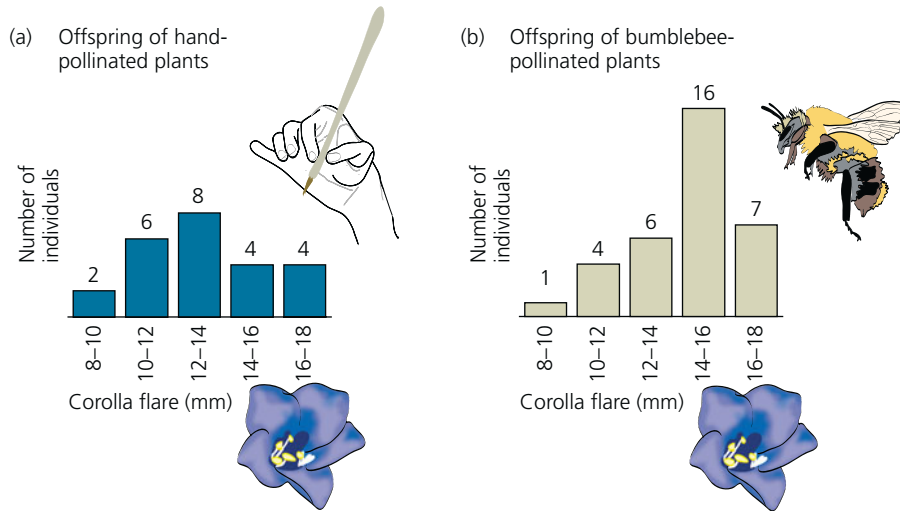 (a) Offspring of hand-
pollinated plants
Number of
individuals
2
6
8
4
4
8–10
10–12
12–14
14–16
16–18
Corolla flare (mm)
(b) Offspring of bumblebee-
pollinated plants
Number of
individuals
1
4
6
16
7
8–10
10–12
12–14
14–16
16–18
Corolla flare (mm)